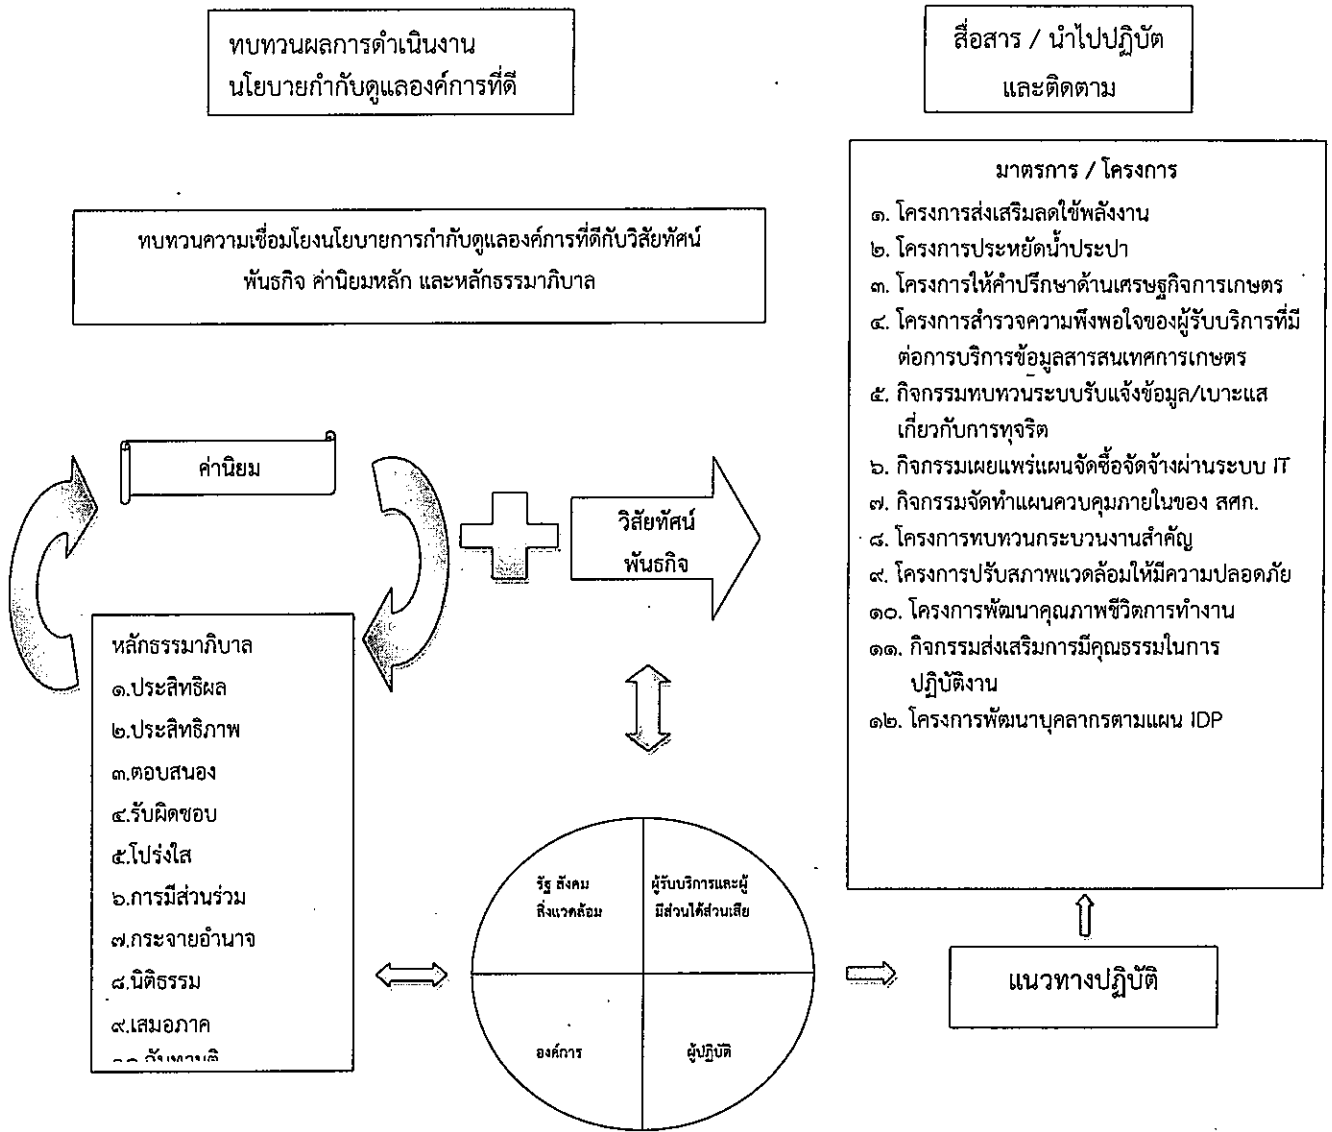 ทบทวนผลการดำเนินงาน
นโยบายกำกับดูแลองค์การที่ดี
สื่อสาร / นำไปปฏิบัต
และติดตาม
ทบทวนความเชื่อมโยงนโยบายการกำกับดูแลองค์การที่ดีกับวิสัยทัศน์
พันธกิจ ค่านิยมหลัก และหลักธรรมาภิบาล
มาตรการ / โครงการ
๑. โครงการส่งเสริมลดใช้พลังงาน
๒. โครงการประหยัดน้ำประปา
๓. โครงการให้คำปรึกษาด้านเศรษฐกิจการเกษตร
๔. โครงการสำรวจความพึงพอใจของผู้รับบริการที่มี
ต่อการบริการข้อมูลสารสนเทศการเกษตร
๕. กิจกรรมทบทวนระบบรับแจ้งข้อมูล/เบาะแส
เกี่ยวกับการทุจริต
๖. กิจกรรมเผยแพร่แผนจัดซื้อจัดจ้างผ่านระบบ IT
๗. กิจกรรมจัดทำแผนควบคุมภายในของ สศก.
๘. โครงการทบทวนกระบวนงานสำคัญ
๙. โครงการปรับสภาพแวดล้อมให้มีความปลอดภัย
๑๐. โครงการพัฒนาคุณภาพชีวิตการทำงาน
๑๑. กิจกรรมส่งเสริมการมีคุณธรรมในการ
ปฏิบัติงาน
๑๒. โครงการพัฒนาบุคลากรตามแผน IDP
ค่านิยม
วิสัยทัศน์
พันธกิจ
หลักธรรมาภิบาล
๑.ประสิทธิผล
๒.ประสิทธิภาพ
๓.ตอบสนอง
๔.รับผิดชอบ
๕.โปร่งใส
๖.การมีส่วนร่วม
๗.กระจายอำนาจ
๘.นิติธรรม
๙.เสมอภาค
รัฐ สังคม
สิ่งแวดล้อม
ผู้รับบริการและผู้
มีส่วนได้ส่วนเสีย
องค์การ
ผู้ปฏิบัติ
แนวทางปฏิบัติ